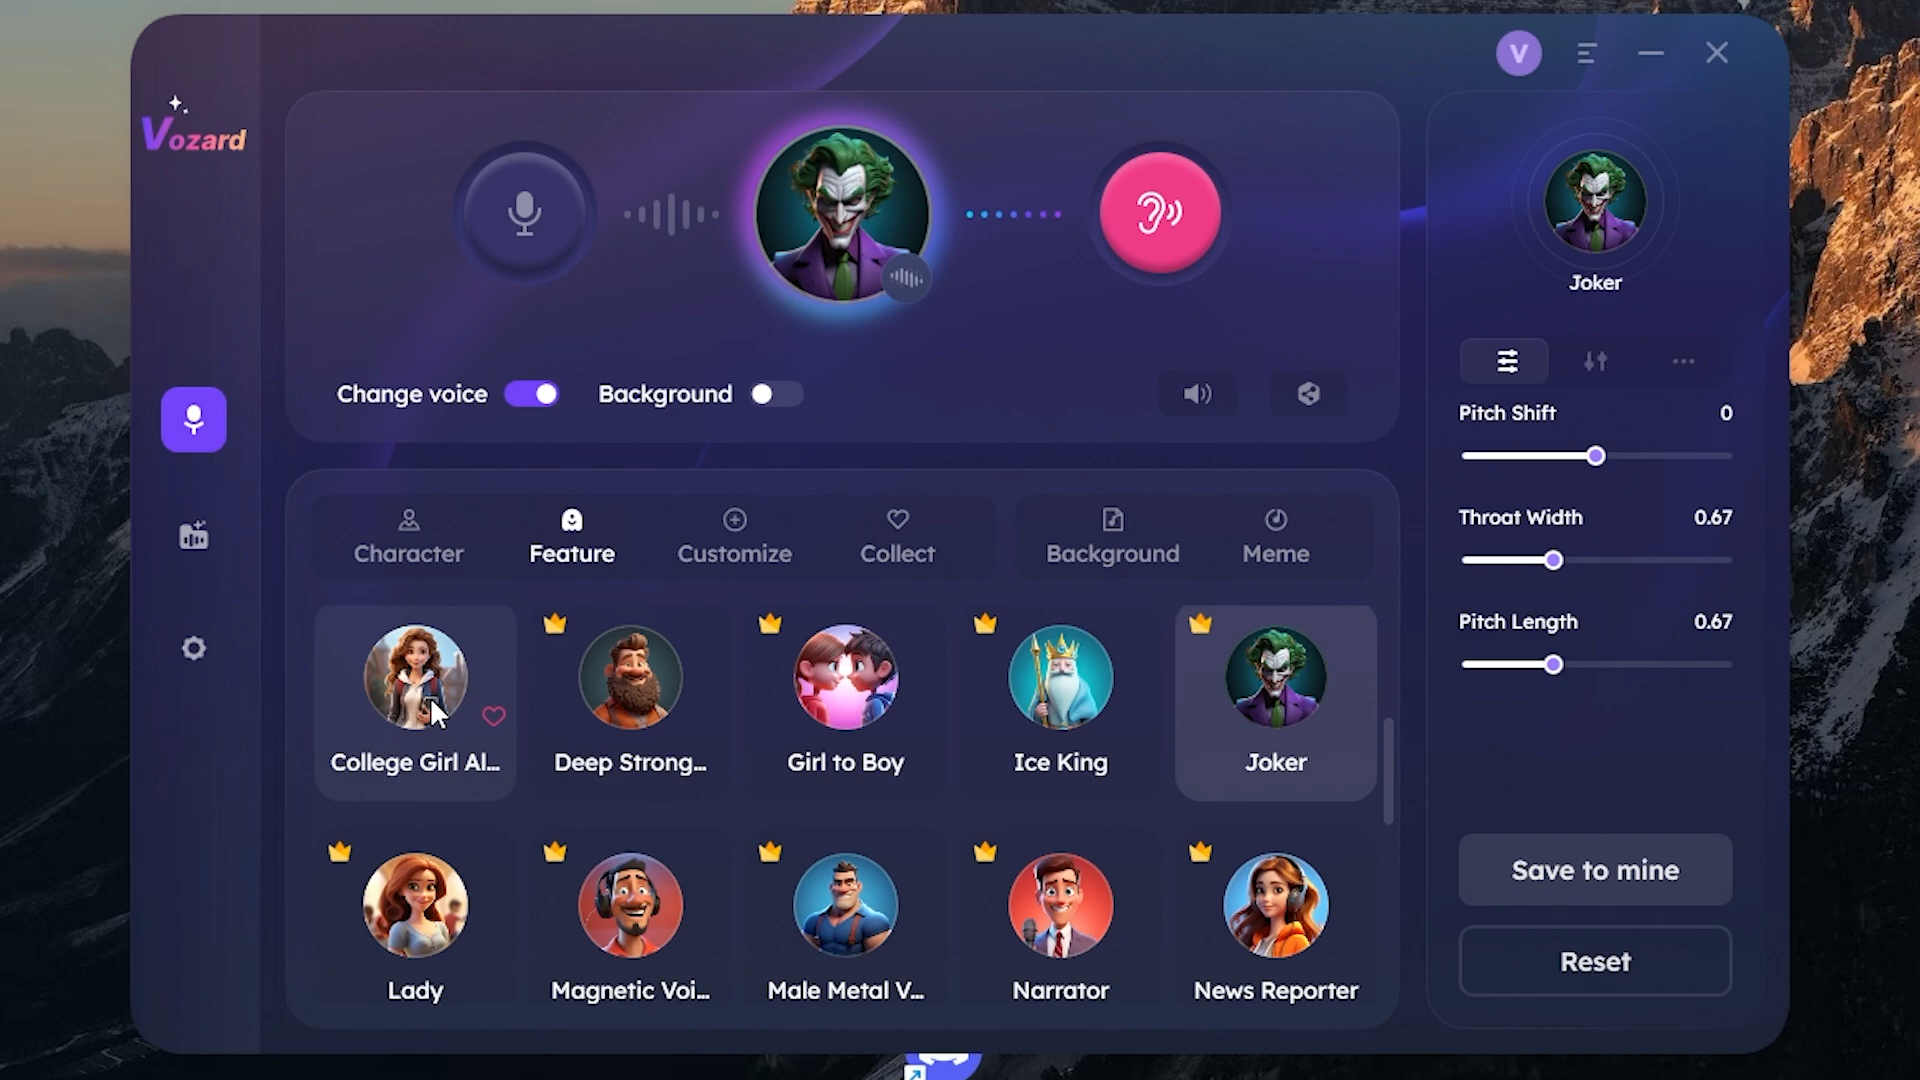 V
Vozard
Joker
Change voice
Background
Pitch Shift 0
Throat Width 0.67
Pitch Length 0.67
Character
Feature
Customize
Collect
Background
Meme
College Girl Al...
Deep Strong...
Girl to Boy
Ice King
Joker
Lady
Magnetic Voi...
Male Metal V...
Narrator
News Reporter
Save to mine
Reset